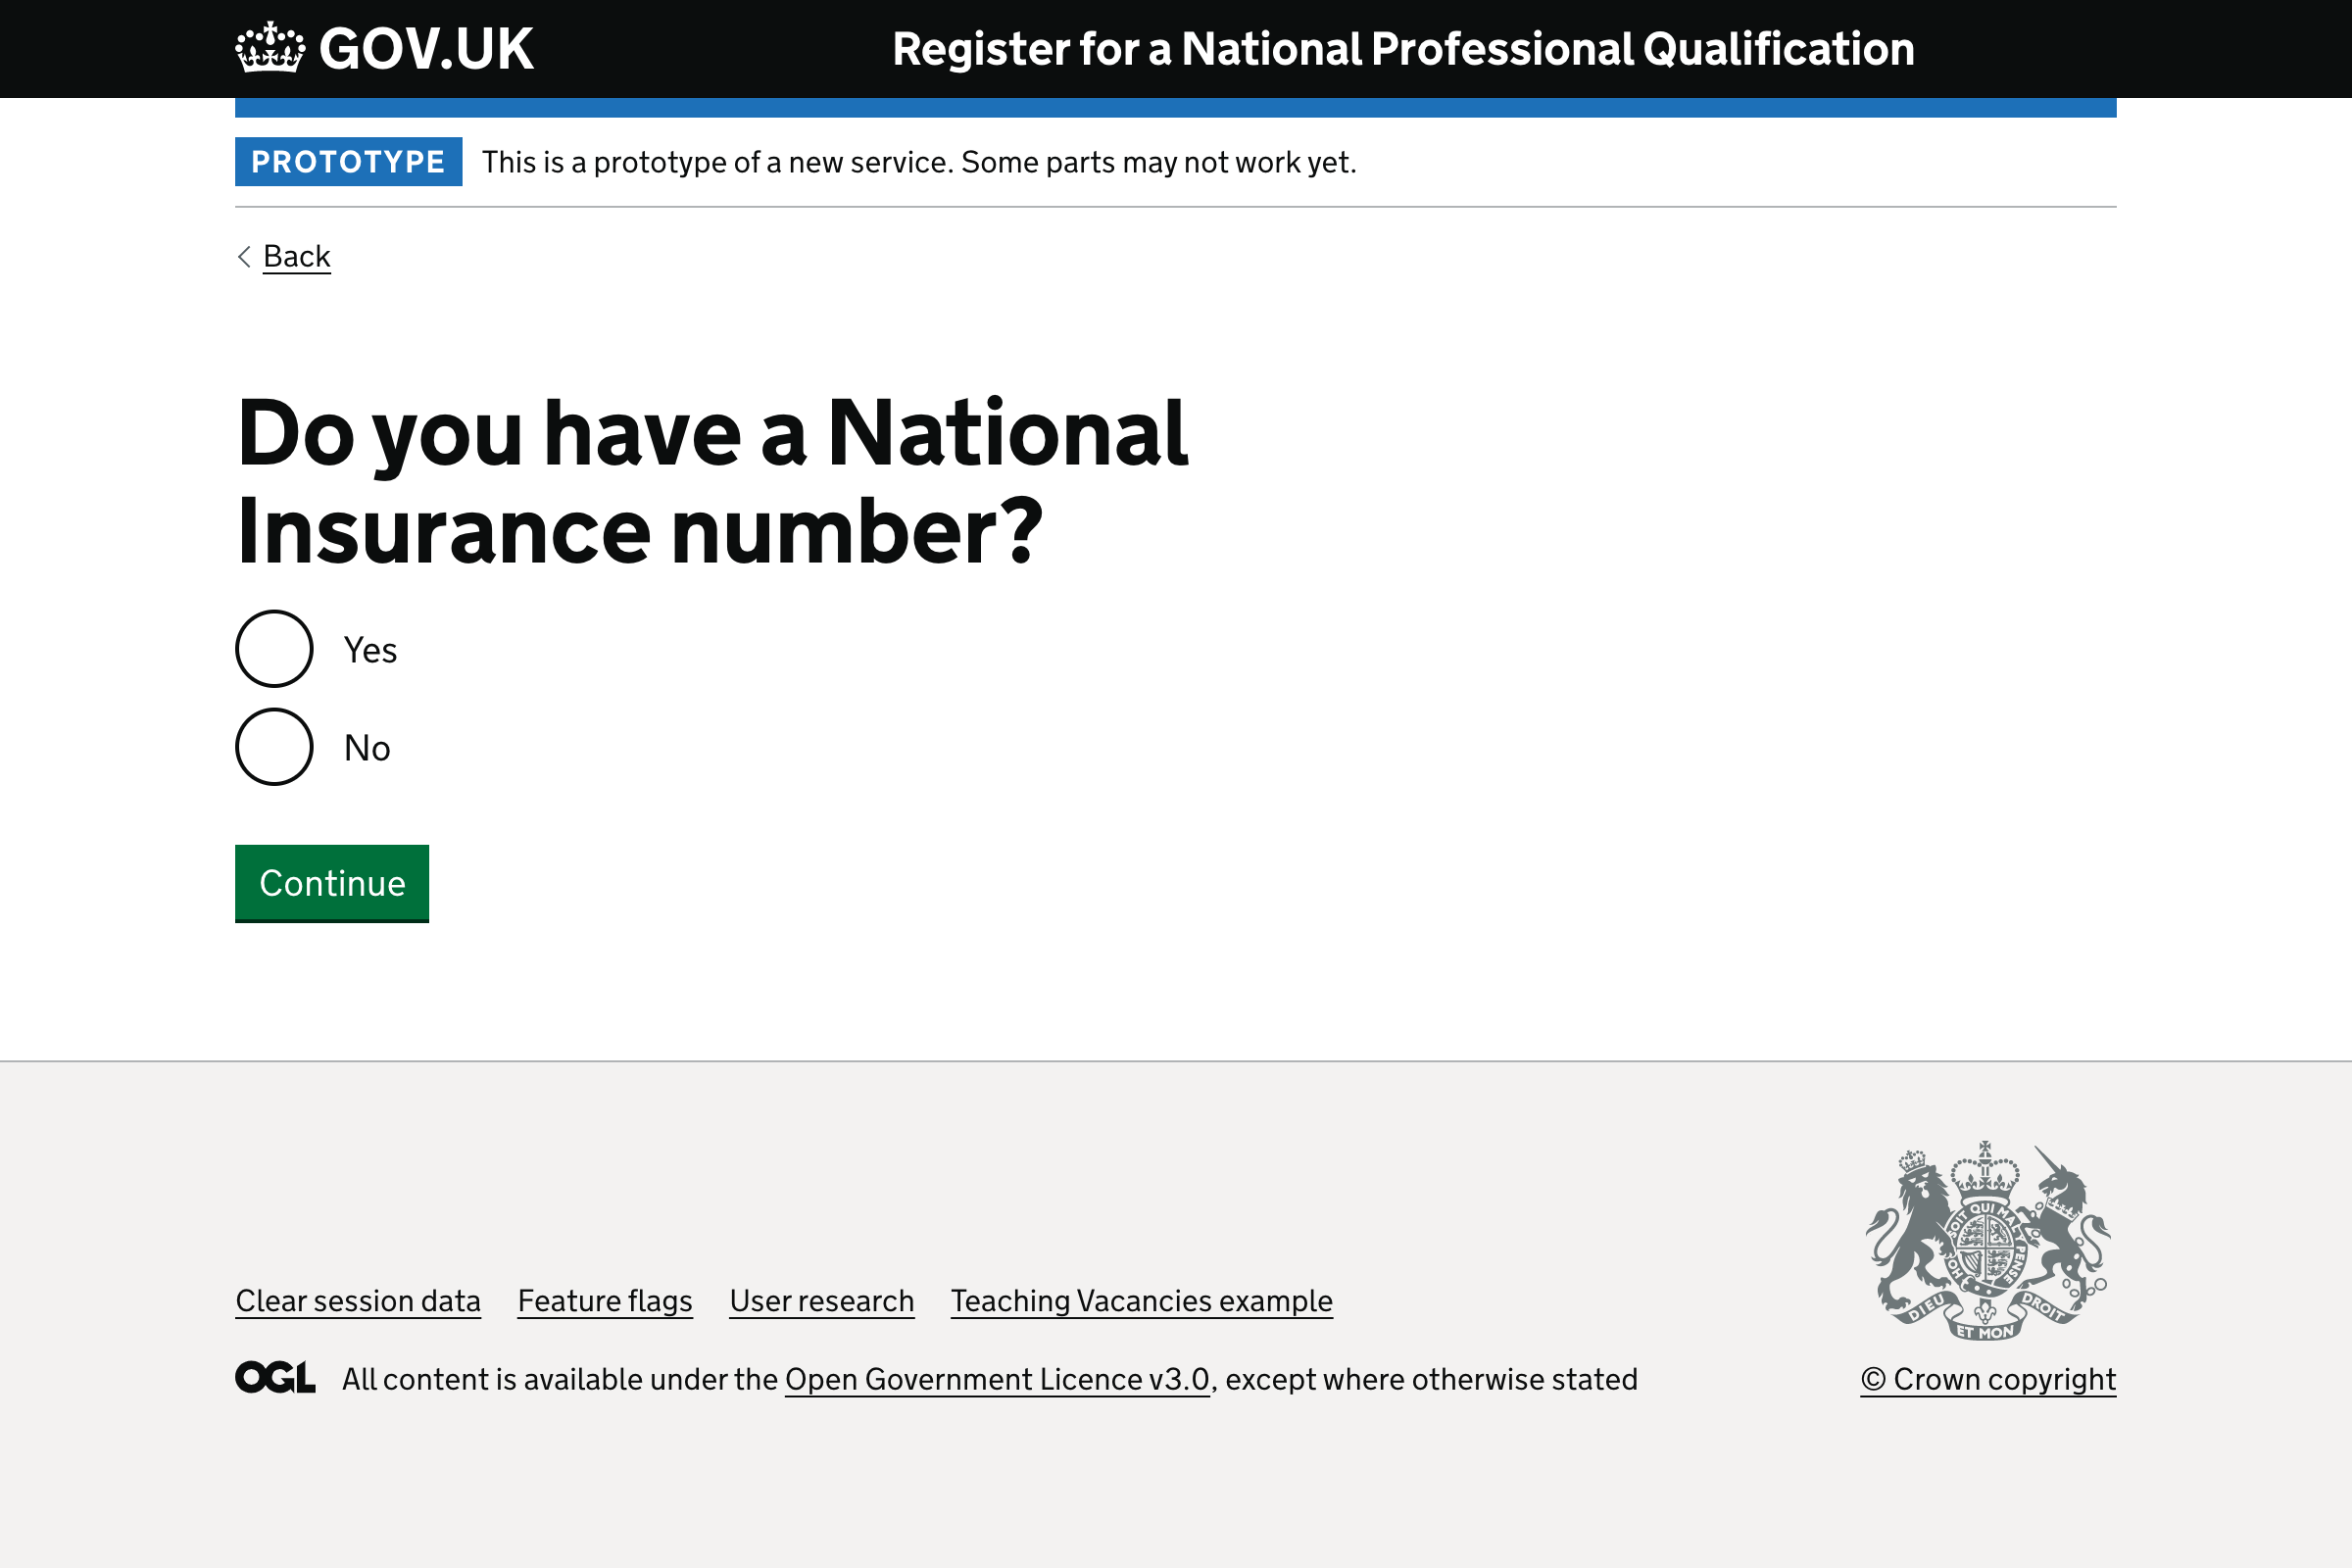 GOV.UK
Register for a National Professional Qualification
PROTOTYPE This is a prototype of a new service. Some parts may not work yet.
Back
Do you have a National
Insurance number?
Yes
No
Continue
HONI SOIT QUI MAL Y PENSE
DIEU ET MON DROIT
Clear session data Feature flags User research Teaching Vacancies example
OGL All content is available under the Open Government Licence v3.0, except where otherwise stated
© Crown copyright